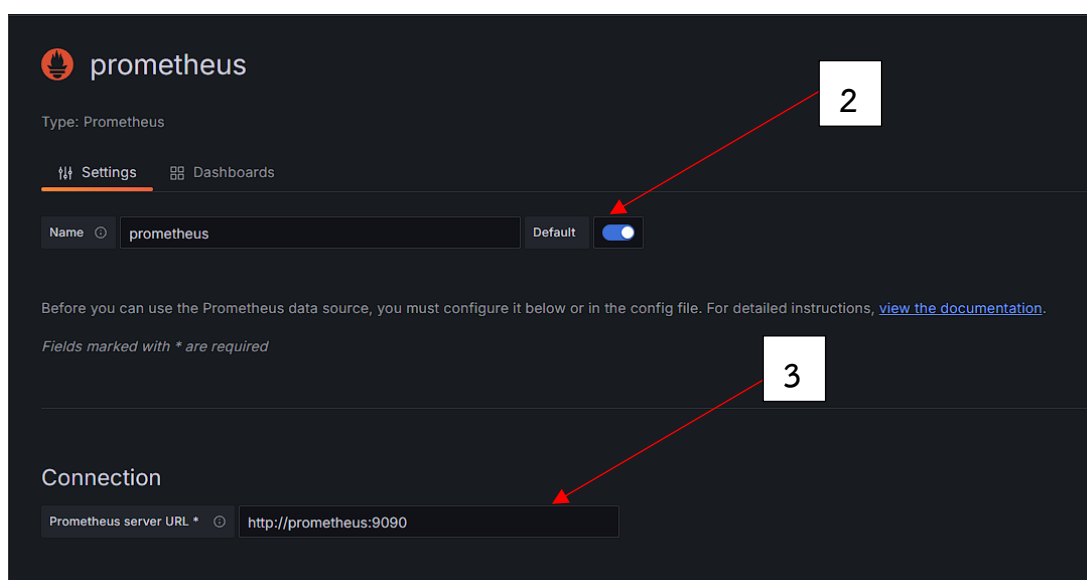 prometheus
2
Type: Prometheus
Settings Dashboards
Name prometheus Default
Before you can use the Prometheus data source, you must configure it below or in the config file. For detailed instructions, view the documentation.
Fields marked with * are required
3
Connection
Prometheus server URL * http://prometheus:9090